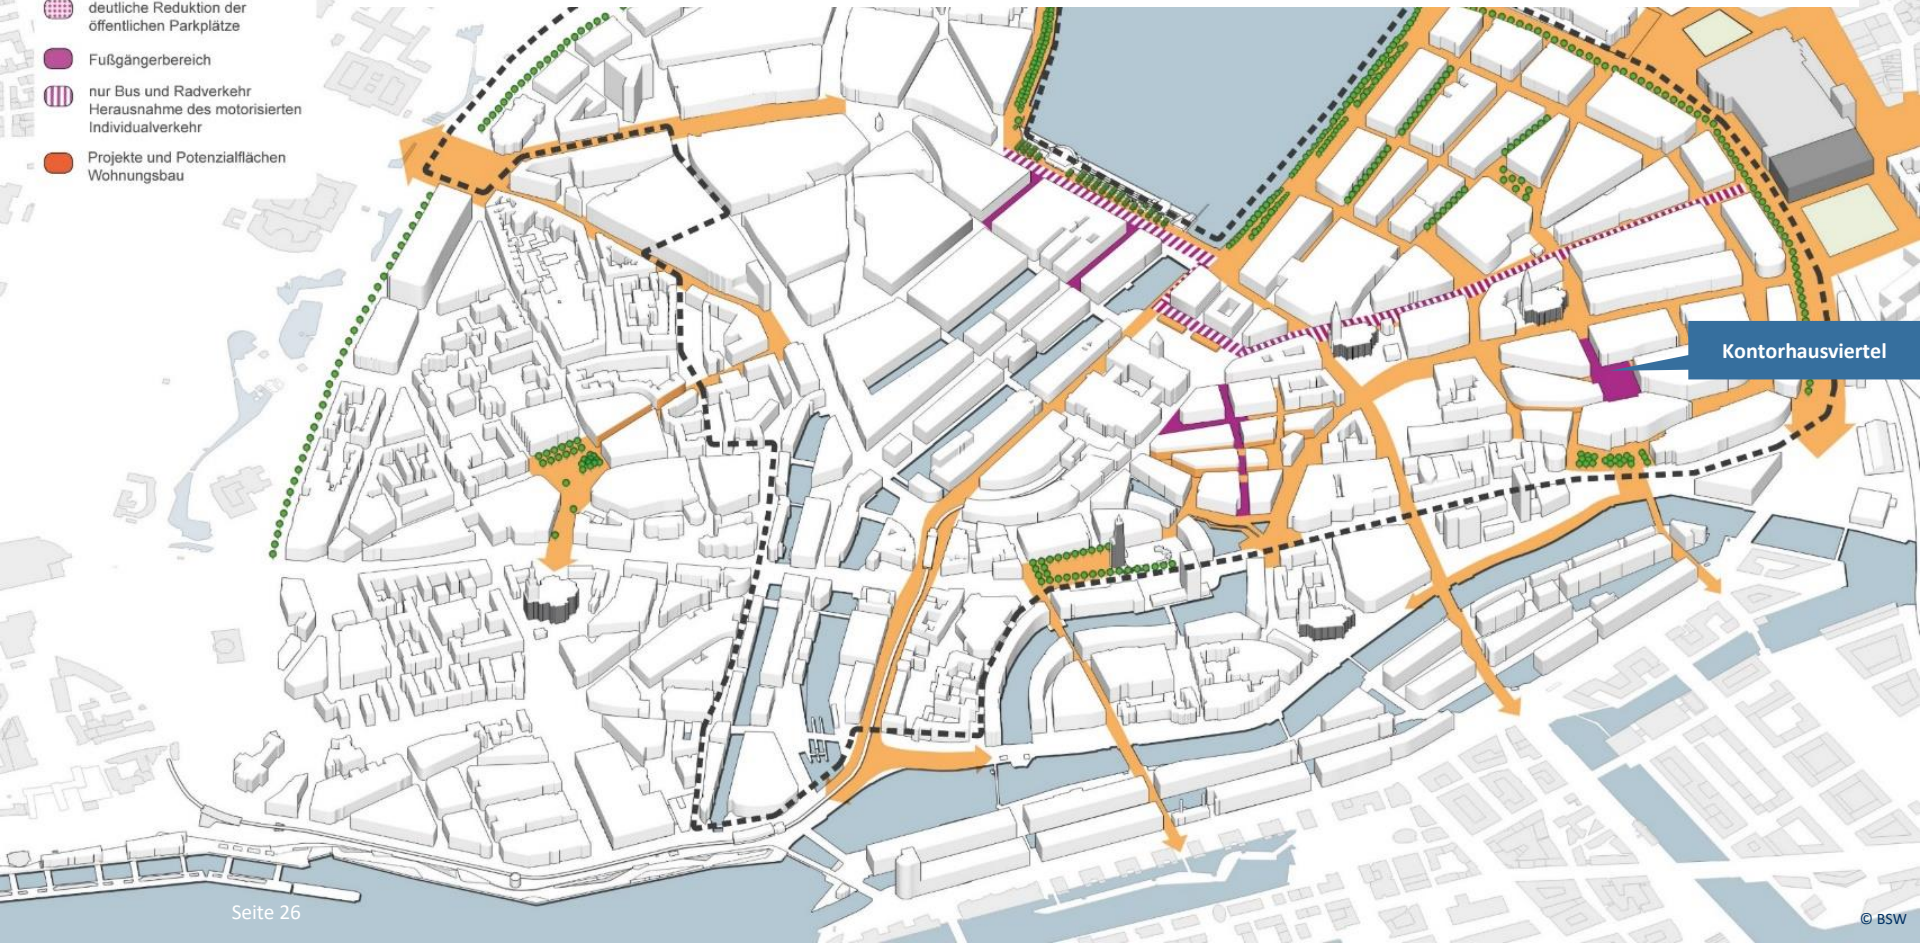 deutliche Reduktion der
öffentlichen Parkplätze
Fußgängerbereich
nur Bus und Radverkehr
Herausnahme des motorisierten
Individualverkehr
Projekte und Potenzialflächen
Wohnungsbau
Kontorhausviertel
Seite 26
© BSW